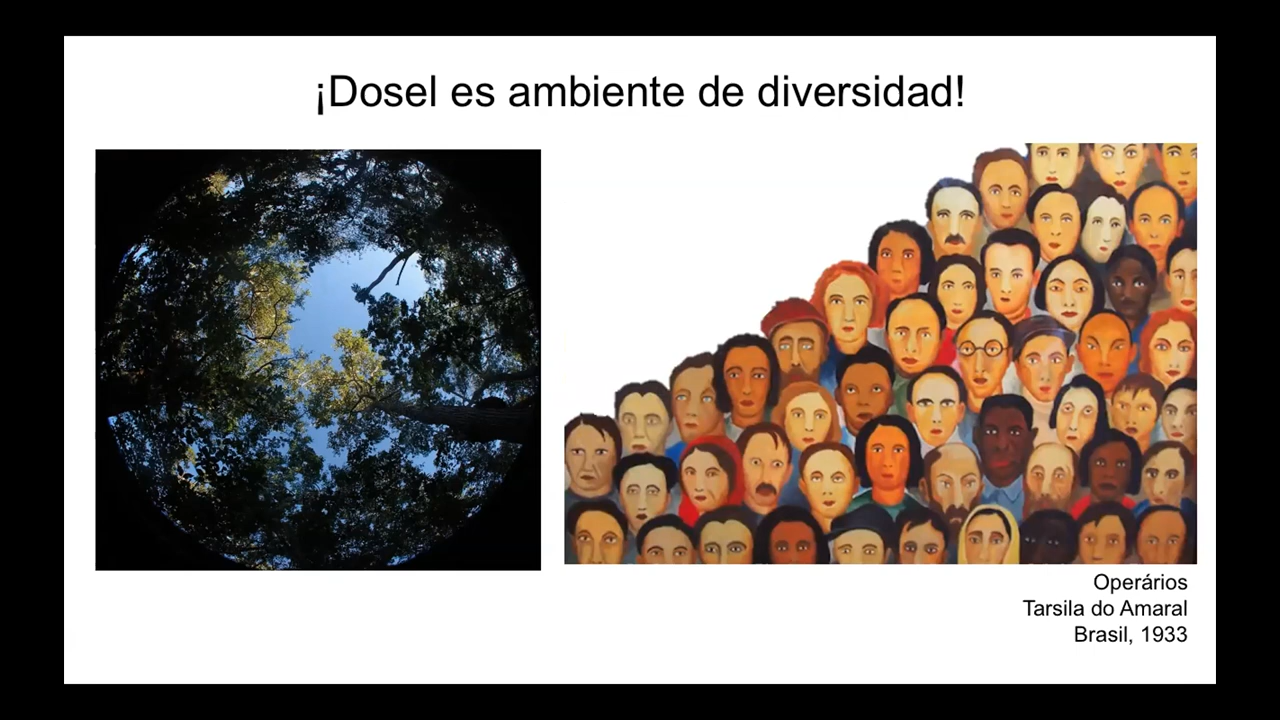 ¡Dosel es ambiente de diversidad!
Operários
Tarsila do Amaral
Brasil, 1933